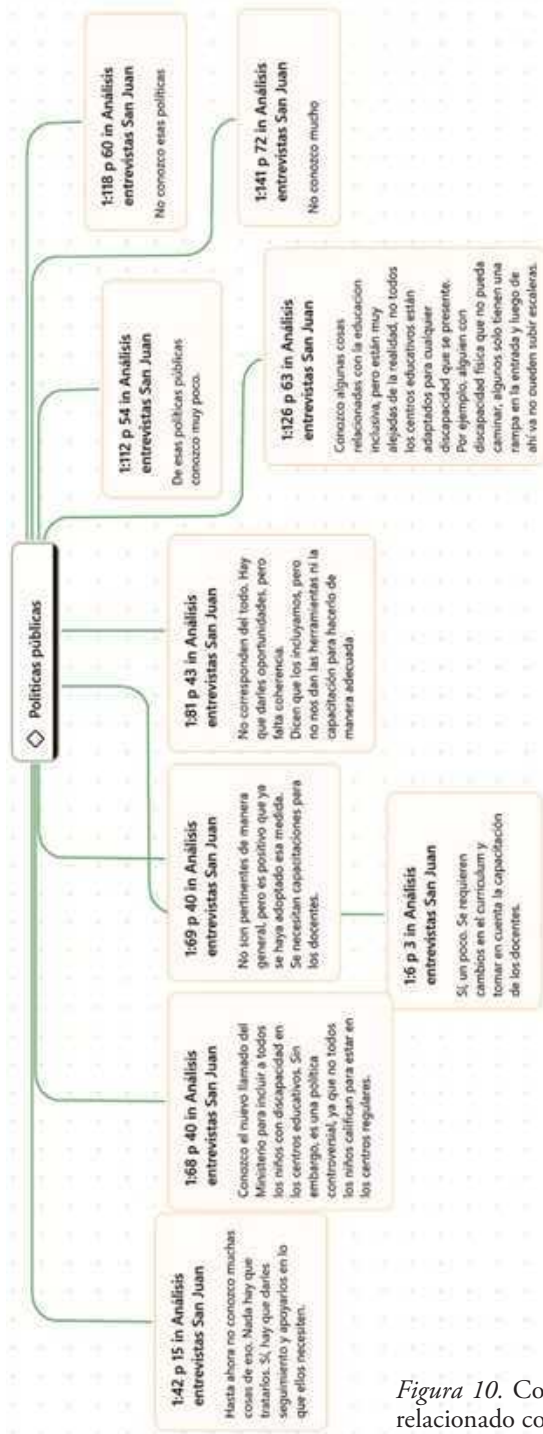 Políticas públicas
1:42 p 15 in Análisis
entrevistas San Juan
Hasta ahora no conozco muchas
cosas de eso. Nada hay que
tratarlos. Sí, hay que darles
seguimiento y apoyarlos en lo
que ellos necesiten.
1:68 p 40 in Análisis
entrevistas San Juan
Conozco el nuevo llamado del
Ministerio para incluir a todos
los niños con discapacidad en
los centros educativos. Sin
embargo, es una política
controversial, ya que no todos
los niños califican para estar en
los centros regulares.
1:69 p 40 in Análisis
entrevistas San Juan
No son pertinentes de manera
general, pero es positivo que ya
se haya adoptado esa medida.
Se necesitan capacitaciones para
los docentes.
1:6 p 3 in Análisis
entrevistas San Juan
Sí, un poco. Se requieren
cambios en el curriculum y
tomar en cuenta la capacitación
de los docentes.
1:81 p 43 in Análisis
entrevistas San Juan
No corresponden del todo. Hay
que darles oportunidades, pero
falta coherencia.
Dicen que los incluyamos, pero
no nos dan las herramientas ni la
capacitación para hacerlo de
manera adecuada
1:112 p 54 in Análisis
entrevistas San Juan
De esas políticas públicas
conozco muy poco.
1:126 p 63 in Análisis
entrevistas San Juan
Conozco algunas cosas
relacionadas con la educación
inclusiva, pero están muy
alejadas de la realidad, no todos
los centros educativos están
adaptados para cualquier
discapacidad que se presente.
Por ejemplo, alguien con
discapacidad física que no pueda
caminar, algunos solo tienen una
rampa en la entrada y luego de
ahí ya no pueden subir escaleras.
1:118 p 60 in Análisis
entrevistas San Juan
No conozco esas políticas
1:141 p 72 in Análisis
entrevistas San Juan
No conozco mucho
Figura 10. Co
relacionado co